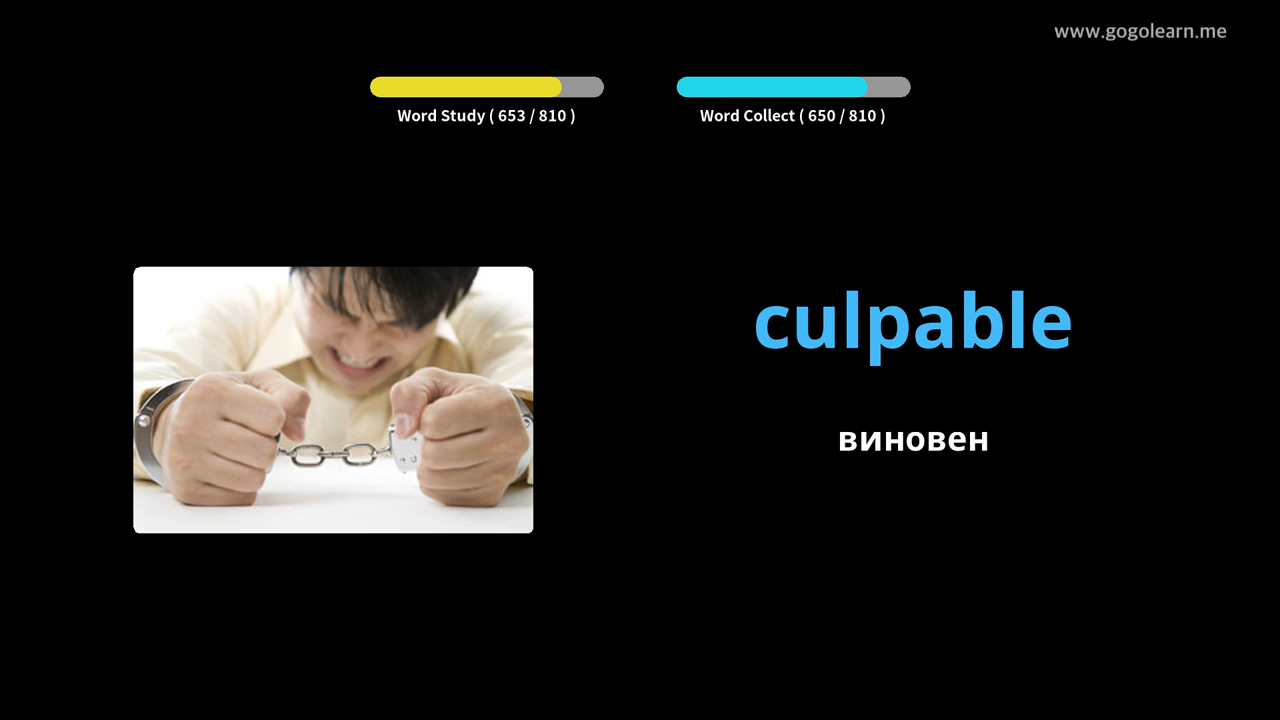 www.gogolearn.me
Word Study ( 653 / 810 )
Word Collect ( 650 / 810 )
culpable
виновен